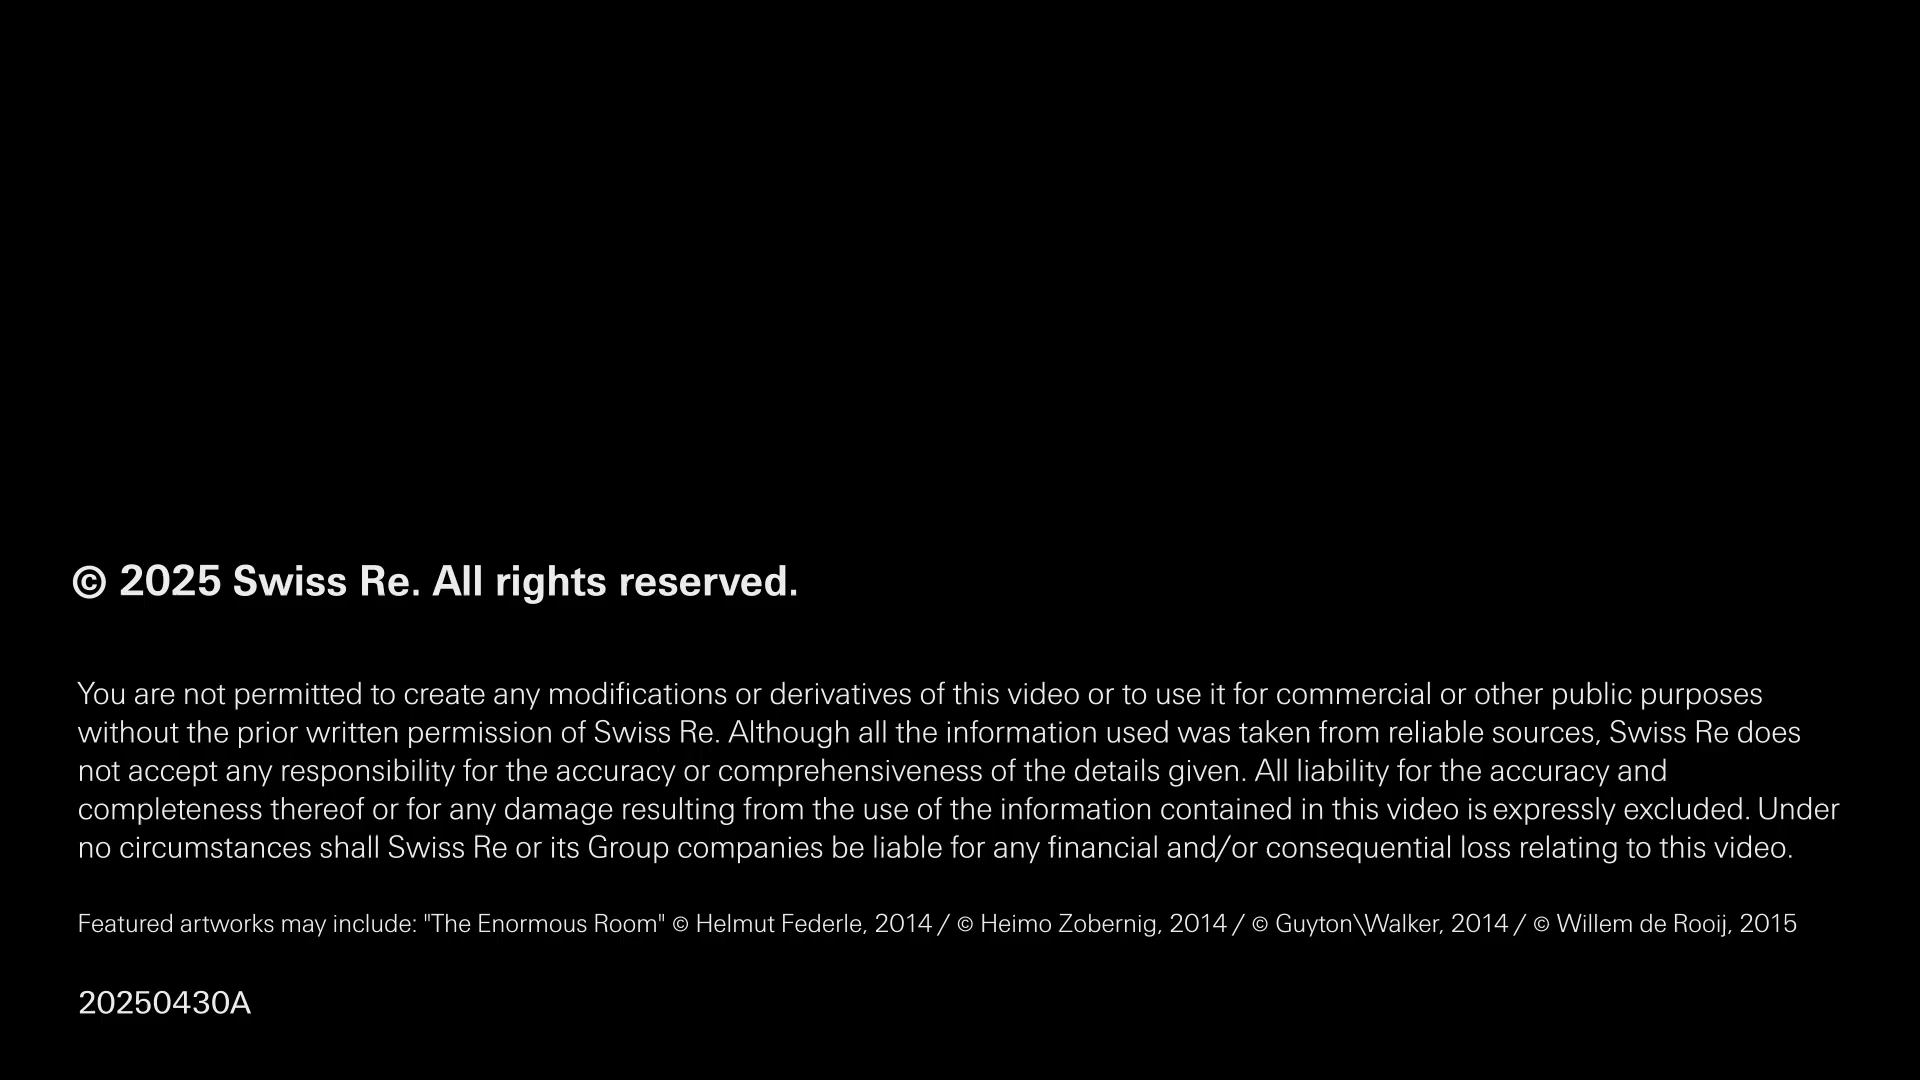 © 2025 Swiss Re. All rights reserved.
You are not permitted to create any modifications or derivatives of this video or to use it for commercial or other public purposes
without the prior written permission of Swiss Re. Although all the information used was taken from reliable sources, Swiss Re does
not accept any responsibility for the accuracy or comprehensiveness of the details given. All liability for the accuracy and
completeness thereof or for any damage resulting from the use of the information contained in this video is expressly excluded. Under
no circumstances shall Swiss Re or its Group companies be liable for any financial and/or consequential loss relating to this video.
Featured artworks may include: "The Enormous Room" © Helmut Federle, 2014 / © Heimo Zobernig, 2014 / © Guyton\Walker, 2014 / © Willem de Rooij, 2015
20250430A